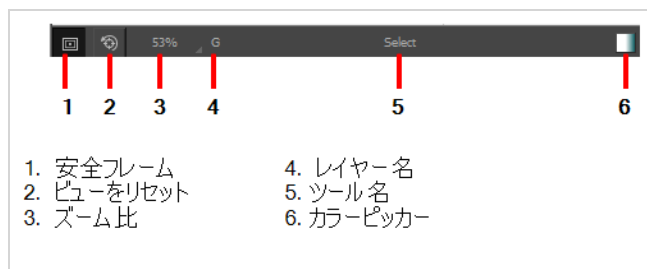 53% G Select
1 2 3 4 5 6
1. 安全フレーム
2. ビューをリセット
3. ズーム比
4. レイヤー名
5. ツール名
6. カラーピッカー